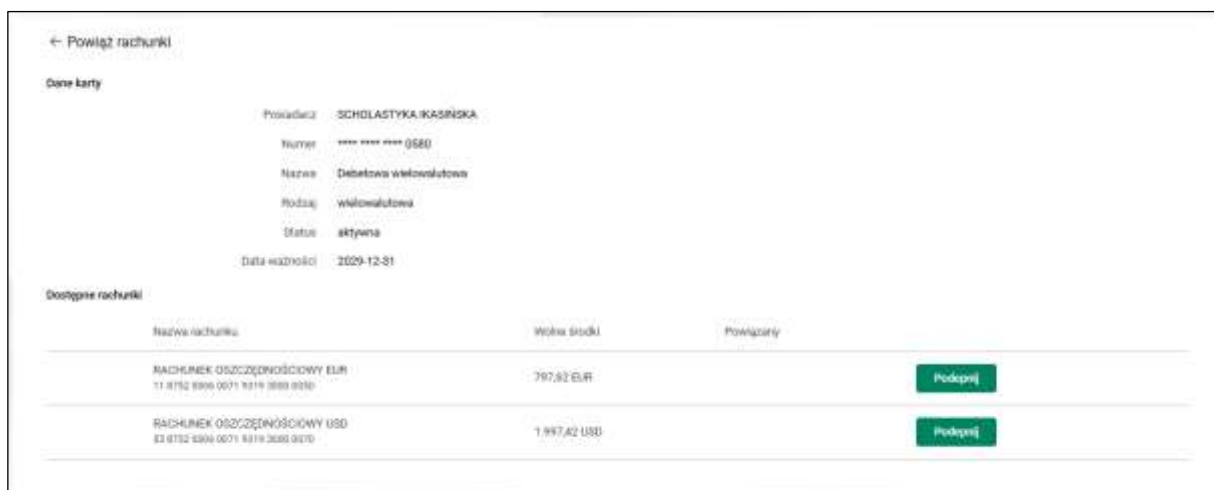 ← Powiąż rachunki
Dane karty
Posiadacz SCHOLASTYKA IKASIŃSKA
Numer **** **** **** 0580
Nazwa Debetowa wielowalutowa
Rodzaj wielowalutowa
Status aktywna
Data ważności 2029-12-31
Dostępne rachunki
Nazwa rachunku Wolne środki Powiązany
RACHUNEK OSZCZĘDNOŚCIOWY EUR 797,62 EUR Podepnij
RACHUNEK OSZCZĘDNOŚCIOWY USD 1.997,42 USD Podepnij